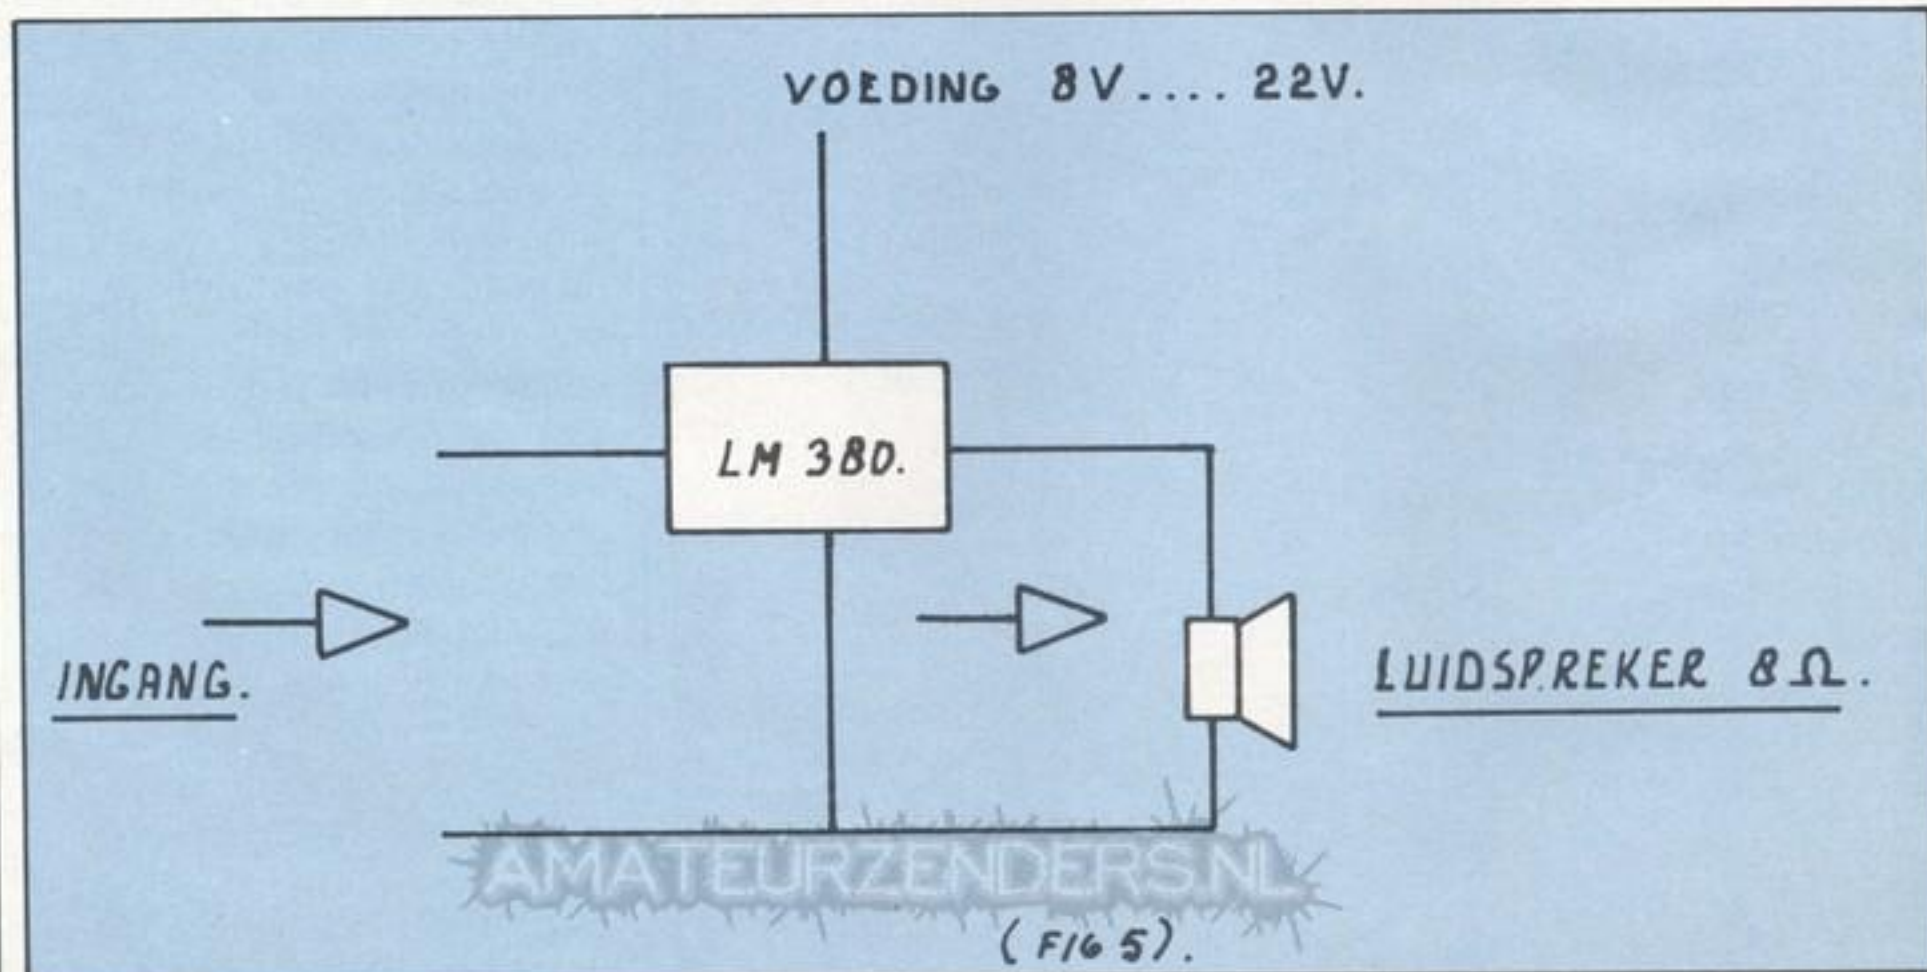 VOEDING 8V.... 22V.
LM 380.
INGANG.
LUIDSPREKER 8Ω.
AMATEURZENDERS.NL
(FIG 5).